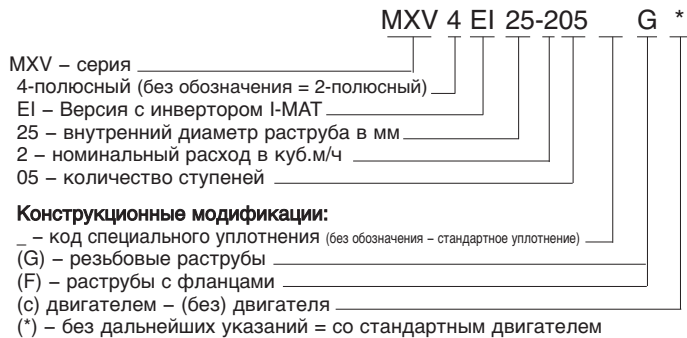 MXV 4 EI 25-205 _ G *
MXV – серия
4-полюсный (без обозначения = 2-полюсный)
EI – Версия с инвертором I-MAT
25 – внутренний диаметр раструба в мм
2 – номинальный расход в куб.м/ч
05 – количество ступеней
Конструкционные модификации:
_ – код специального уплотнения (без обозначения – стандартное уплотнение)
(G) – резьбовые раструбы
(F) – раструбы с фланцами
(с) двигателем – (без) двигателя
(*) – без дальнейших указаний = со стандартным двигателем